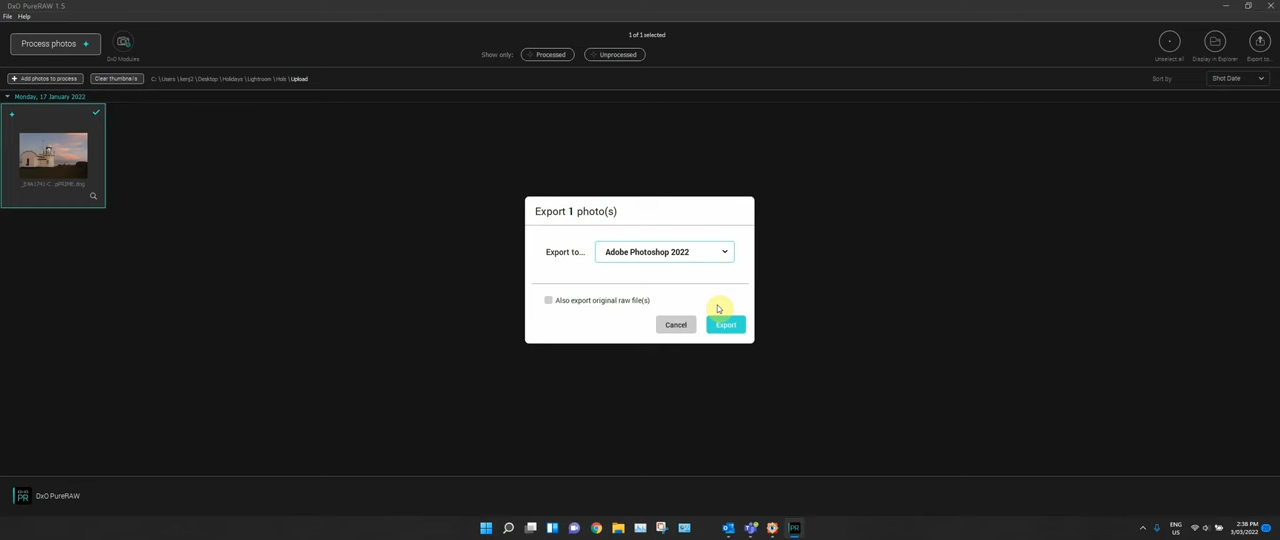 DxO PureRAW 1.5
File Help
Process photos
DxO Modules
1 of 1 selected
Show only: Processed Unprocessed
Unselect all Display in Explorer Export to...
Add photos to process Clear thumbnails C: \Users \kenj2 \Desktop \Holidays \Lightroom \Hols \Upload Sort by Shot Date
Monday, 17 January 2022
Export 1 photo(s)
Export to... Adobe Photoshop 2022
Also export original raw file(s)
Cancel Export
DXO PR DxO PureRAW
PR
ENG
US
2:38 PM
3/03/2022